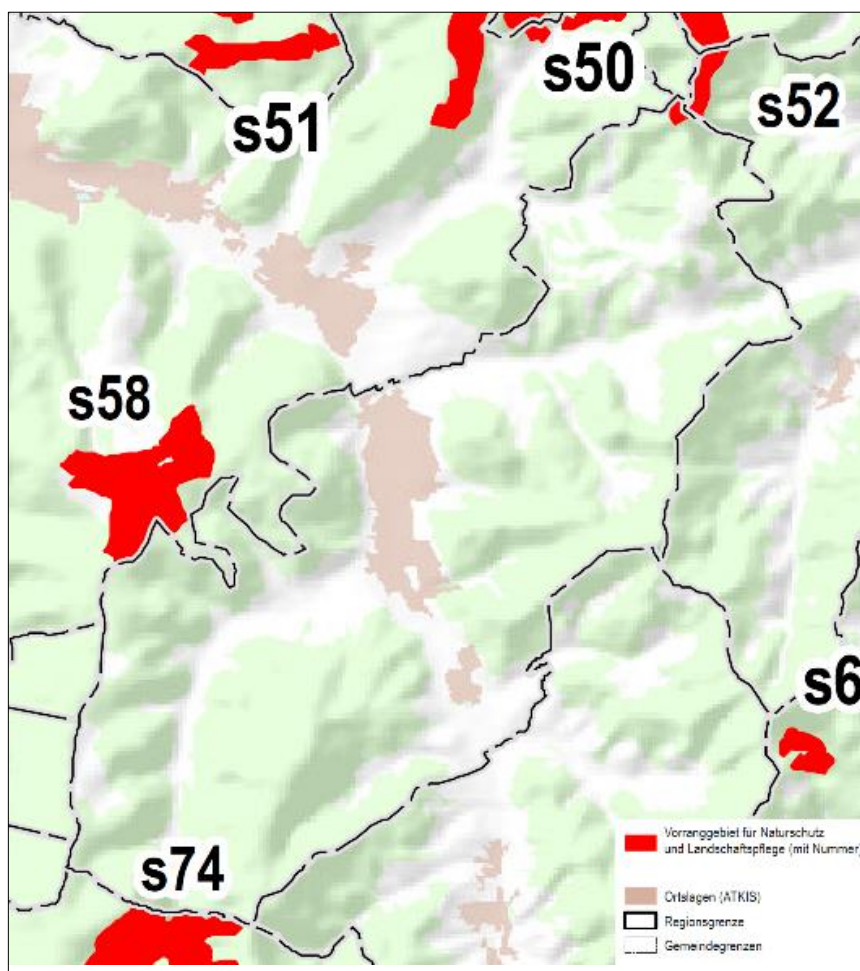 s50
s52
s51
s58
s6
s74
Vorranggebiet für Naturschutz
und Landschaftspflege (mit Nummer)
Ortslagen (ATKIS)
Regionsgrenze
Gemeindegrenzen